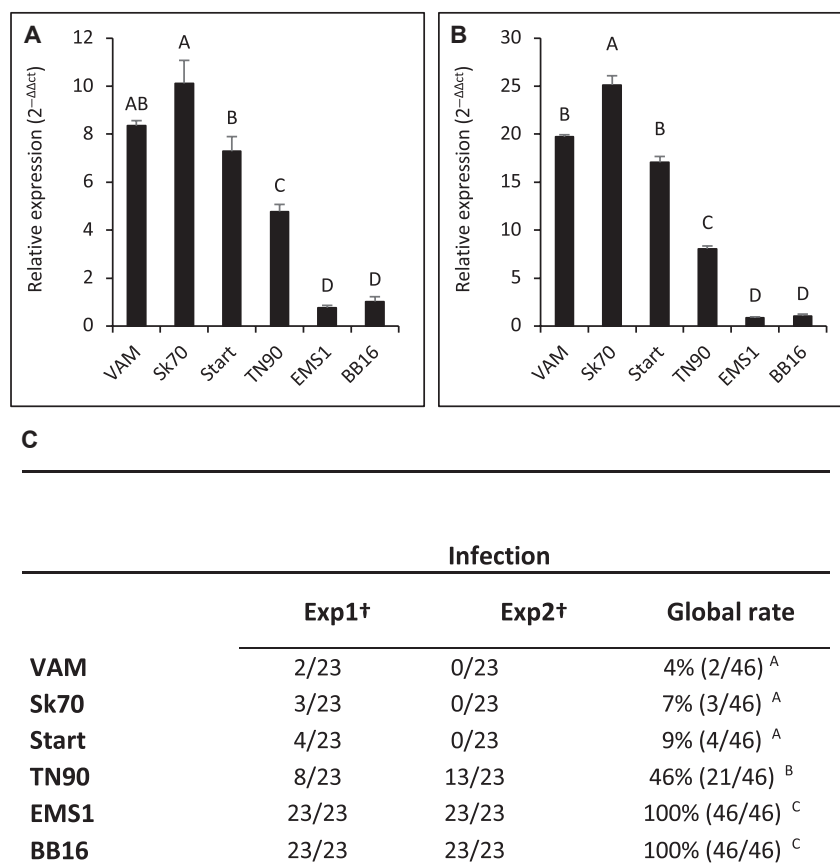 A
Relative expression (2−ΔΔct)
12
10
8
6
4
2
0
AB
A
B
C
D
D
VAM
Sk70
Start
TN90
EMS1
BB16
B
Relative expression (2−ΔΔct)
30
25
20
15
10
5
0
B
A
B
C
D
D
VAM
Sk70
Start
TN90
EMS1
BB16
C
Infection
Exp1† Exp2† Global rate
VAM 2/23 0/23 4% (2/46) A
Sk70 3/23 0/23 7% (3/46) A
Start 4/23 0/23 9% (4/46) A
TN90 8/23 13/23 46% (21/46) B
EMS1 23/23 23/23 100% (46/46) C
BB16 23/23 23/23 100% (46/46) C